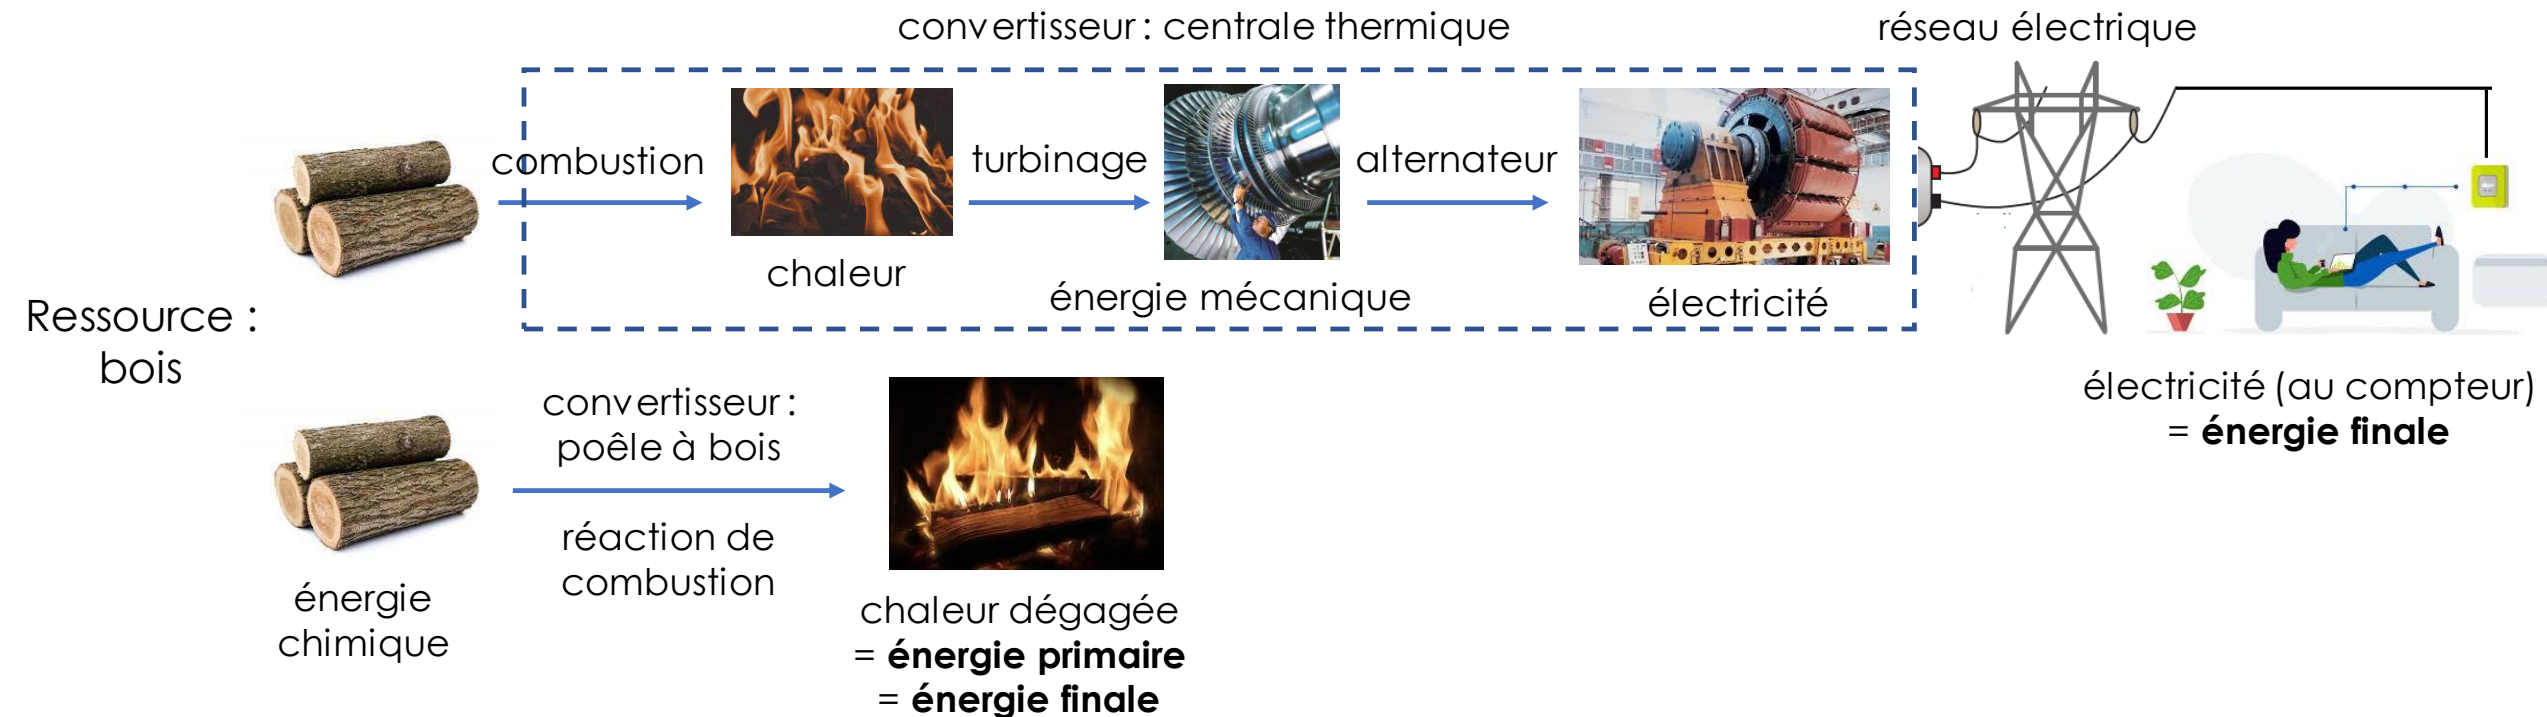 convertisseur : centrale thermique
réseau électrique
combustion
turbinage
alternateur
chaleur
énergie mécanique
électricité
Ressource :
bois
électricité (au compteur)
= énergie finale
convertisseur :
poêle à bois
réaction de
combustion
énergie
chimique
chaleur dégagée
= énergie primaire
= énergie finale